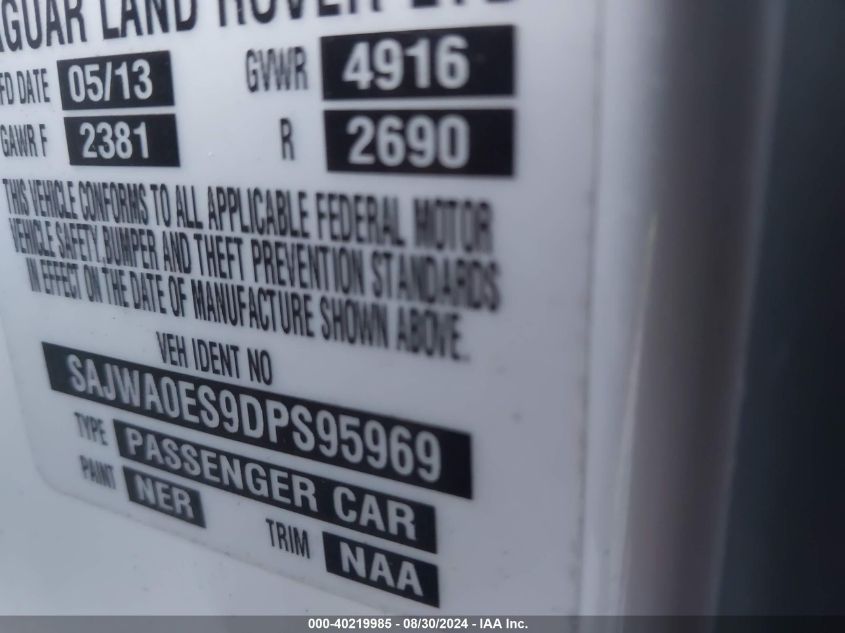 LAND ROVER
DATE 05/13 GVWR 4916
GAWR F 2381 R 2690
THIS VEHICLE CONFORMS TO ALL APPLICABLE FEDERAL MOTOR
VEHICLE SAFETY, BUMPER AND THEFT PREVENTION STANDARDS
IN EFFECT ON THE DATE OF MANUFACTURE SHOWN ABOVE.
VEH IDENT NO
SAJWA0ES9DPS95969
TYPE PASSENGER CAR
PAINT NER
TRIM NAA
000-40219985 - 08/30/2024 - IAA Inc.